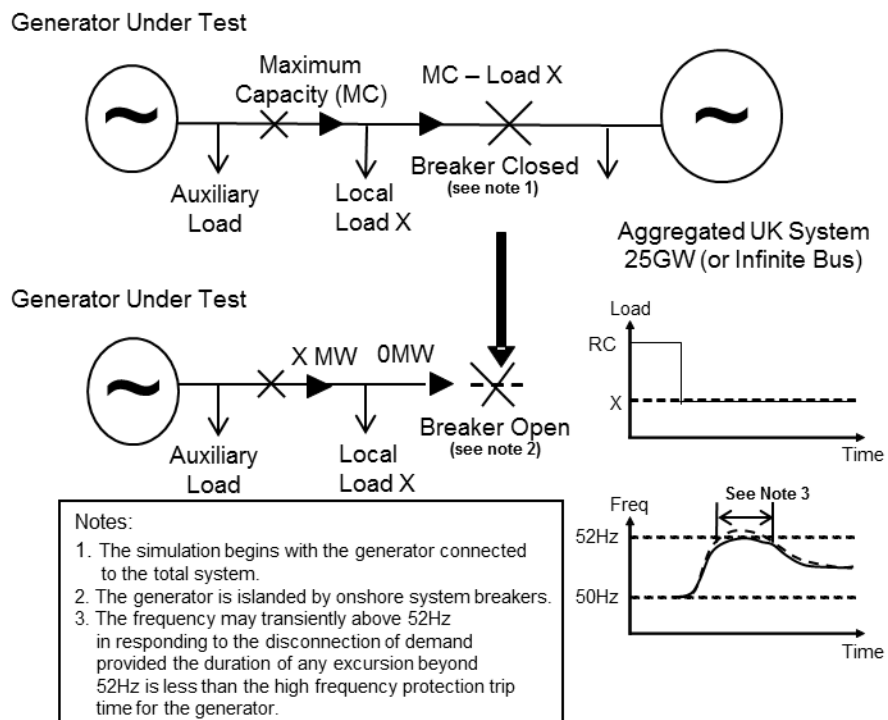 Generator Under Test
Maximum
Capacity (MC)
MC – Load X
Auxiliary
Load
Local
Load X
Breaker Closed
(see note 1)
Aggregated UK System
25GW (or Infinite Bus)
Generator Under Test
X MW
0MW
Auxiliary
Load
Local
Load X
Breaker Open
(see note 2)
Load
RC
X
Time
Freq
See Note 3
52Hz
50Hz
Time
Notes:
1. The simulation begins with the generator connected
to the total system.
2. The generator is islanded by onshore system breakers.
3. The frequency may transiently above 52Hz
in responding to the disconnection of demand
provided the duration of any excursion beyond
52Hz is less than the high frequency protection trip
time for the generator.